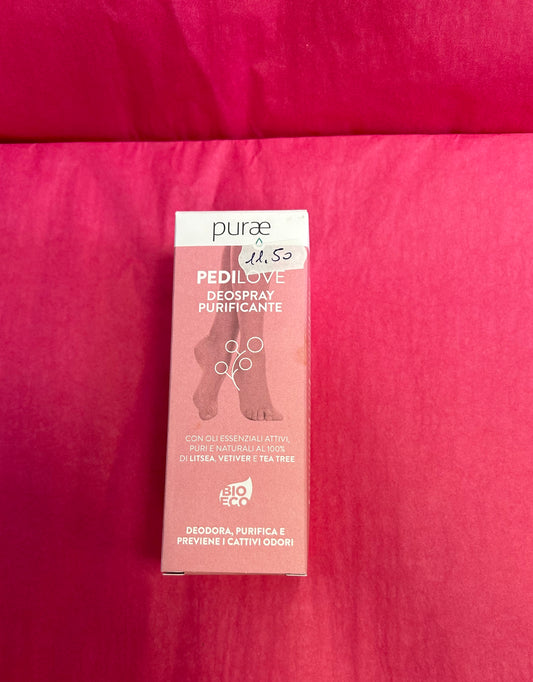 puræ
11.50
PEDILOVE
DEOSPRAY
PURIFICANTE
CON OLI ESSENZIALI ATTIVI,
PURI E NATURALI AL 100%
DI LITSEA, VETIVER E TEA TREE
BIO
ECO
DEODORA, PURIFICA E
PREVIENE I CATTIVI ODORI